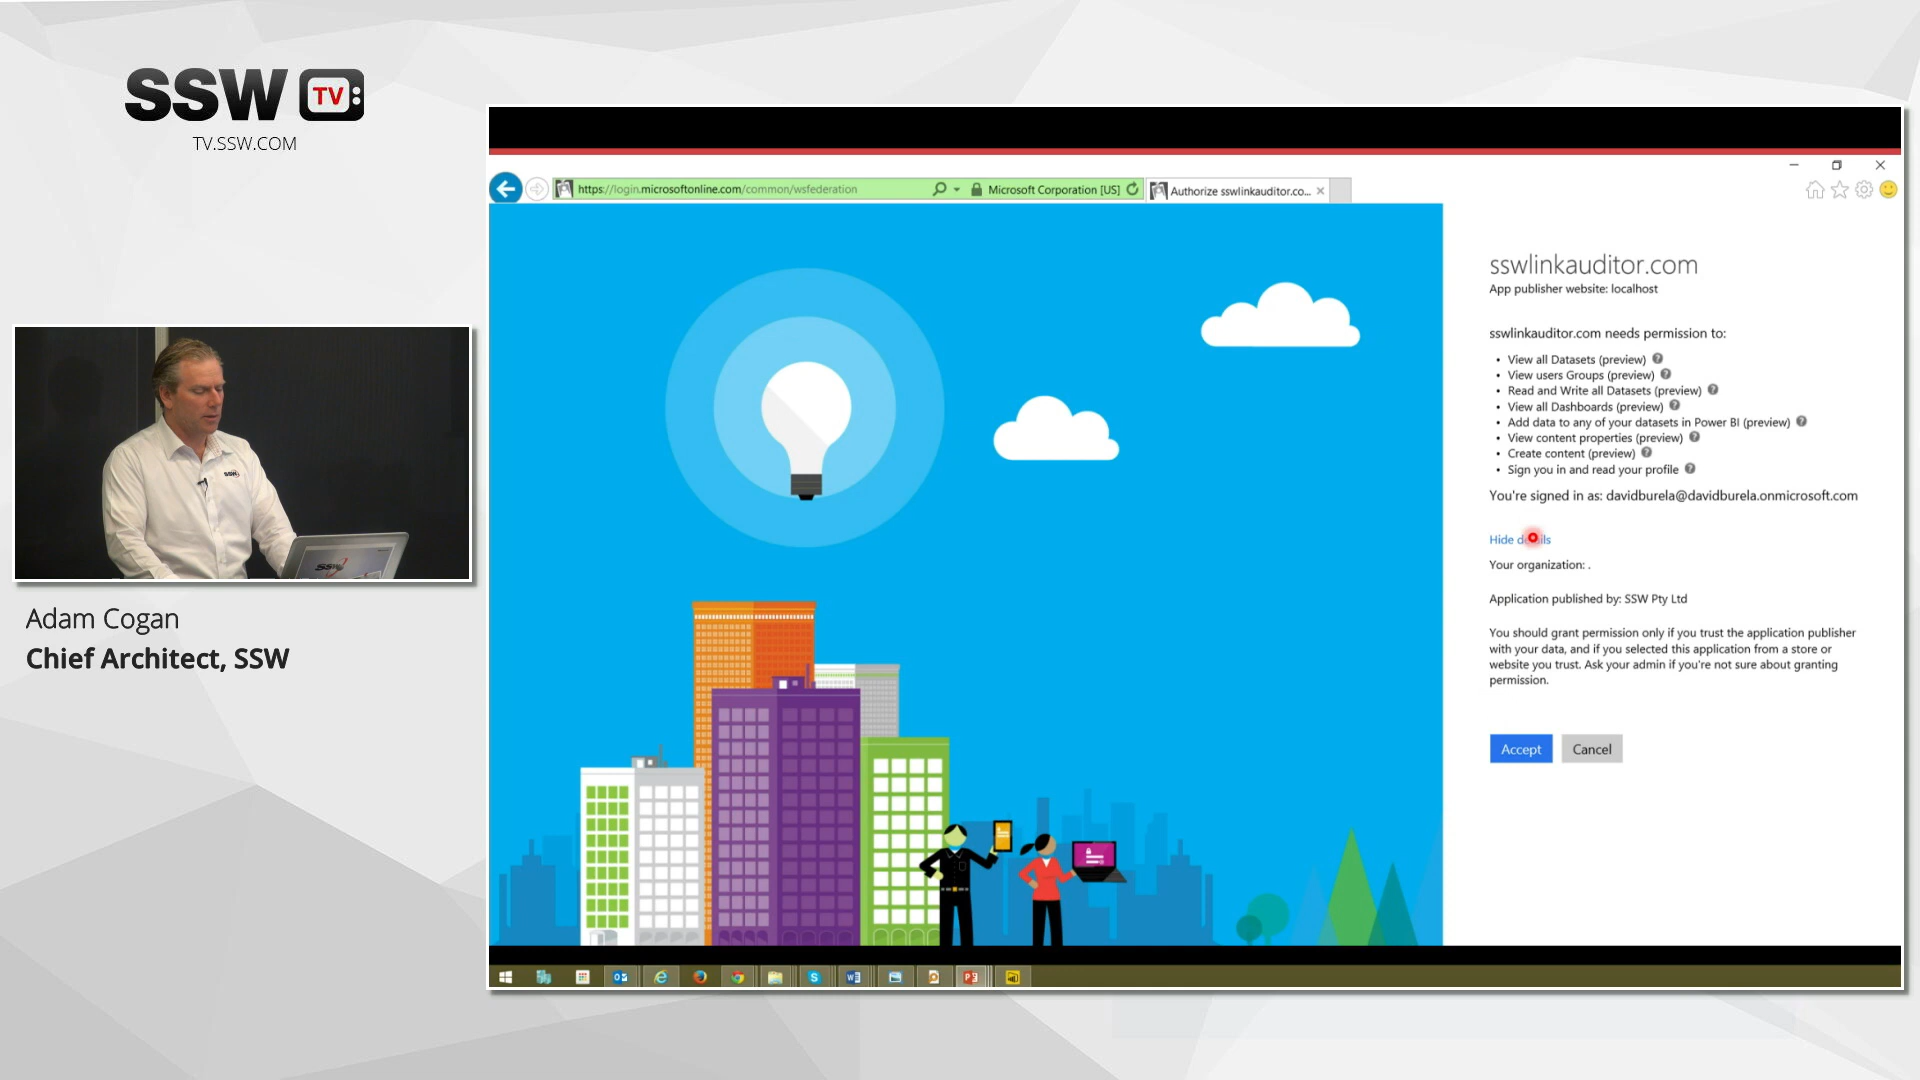 SSW TV
TV.SSW.COM
https://login.microsoftonline.com/common/wsfederation
Microsoft Corporation [US]
Authorize sswlinkauditor.co...
sswlinkauditor.com
App publisher website: localhost
sswlinkauditor.com needs permission to:
• View all Datasets (preview)
• View users Groups (preview)
• Read and Write all Datasets (preview)
• View all Dashboards (preview)
• Add data to any of your datasets in Power BI (preview)
• View content properties (preview)
• Create content (preview)
• Sign you in and read your profile
You're signed in as: davidburela@davidburela.onmicrosoft.com
Hide details
Your organization: .
Application published by: SSW Pty Ltd
You should grant permission only if you trust the application publisher
with your data, and if you selected this application from a store or
website you trust. Ask your admin if you're not sure about granting
permission.
Accept
Cancel
SSW
SSW
Adam Cogan
Chief Architect, SSW